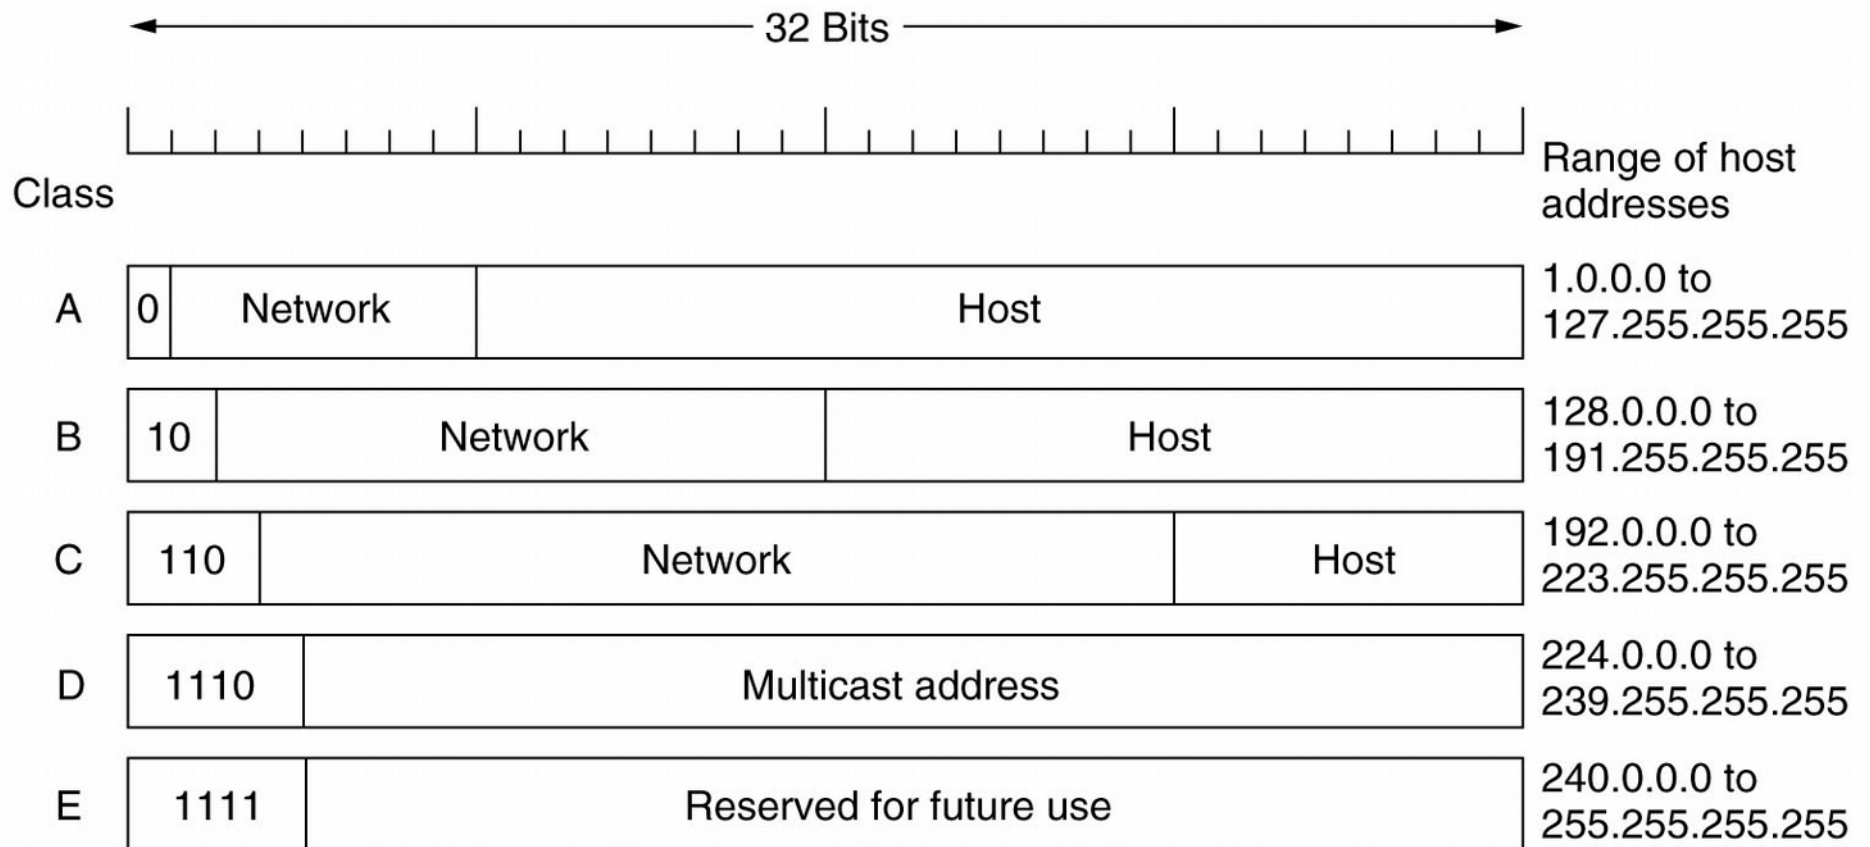 32 Bits
Range of host
addresses
Class
A 0 Network Host 1.0.0.0 to
127.255.255.255
B 10 Network Host 128.0.0.0 to
191.255.255.255
C 110 Network Host 192.0.0.0 to
223.255.255.255
D 1110 Multicast address 224.0.0.0 to
239.255.255.255
E 1111 Reserved for future use 240.0.0.0 to
255.255.255.255